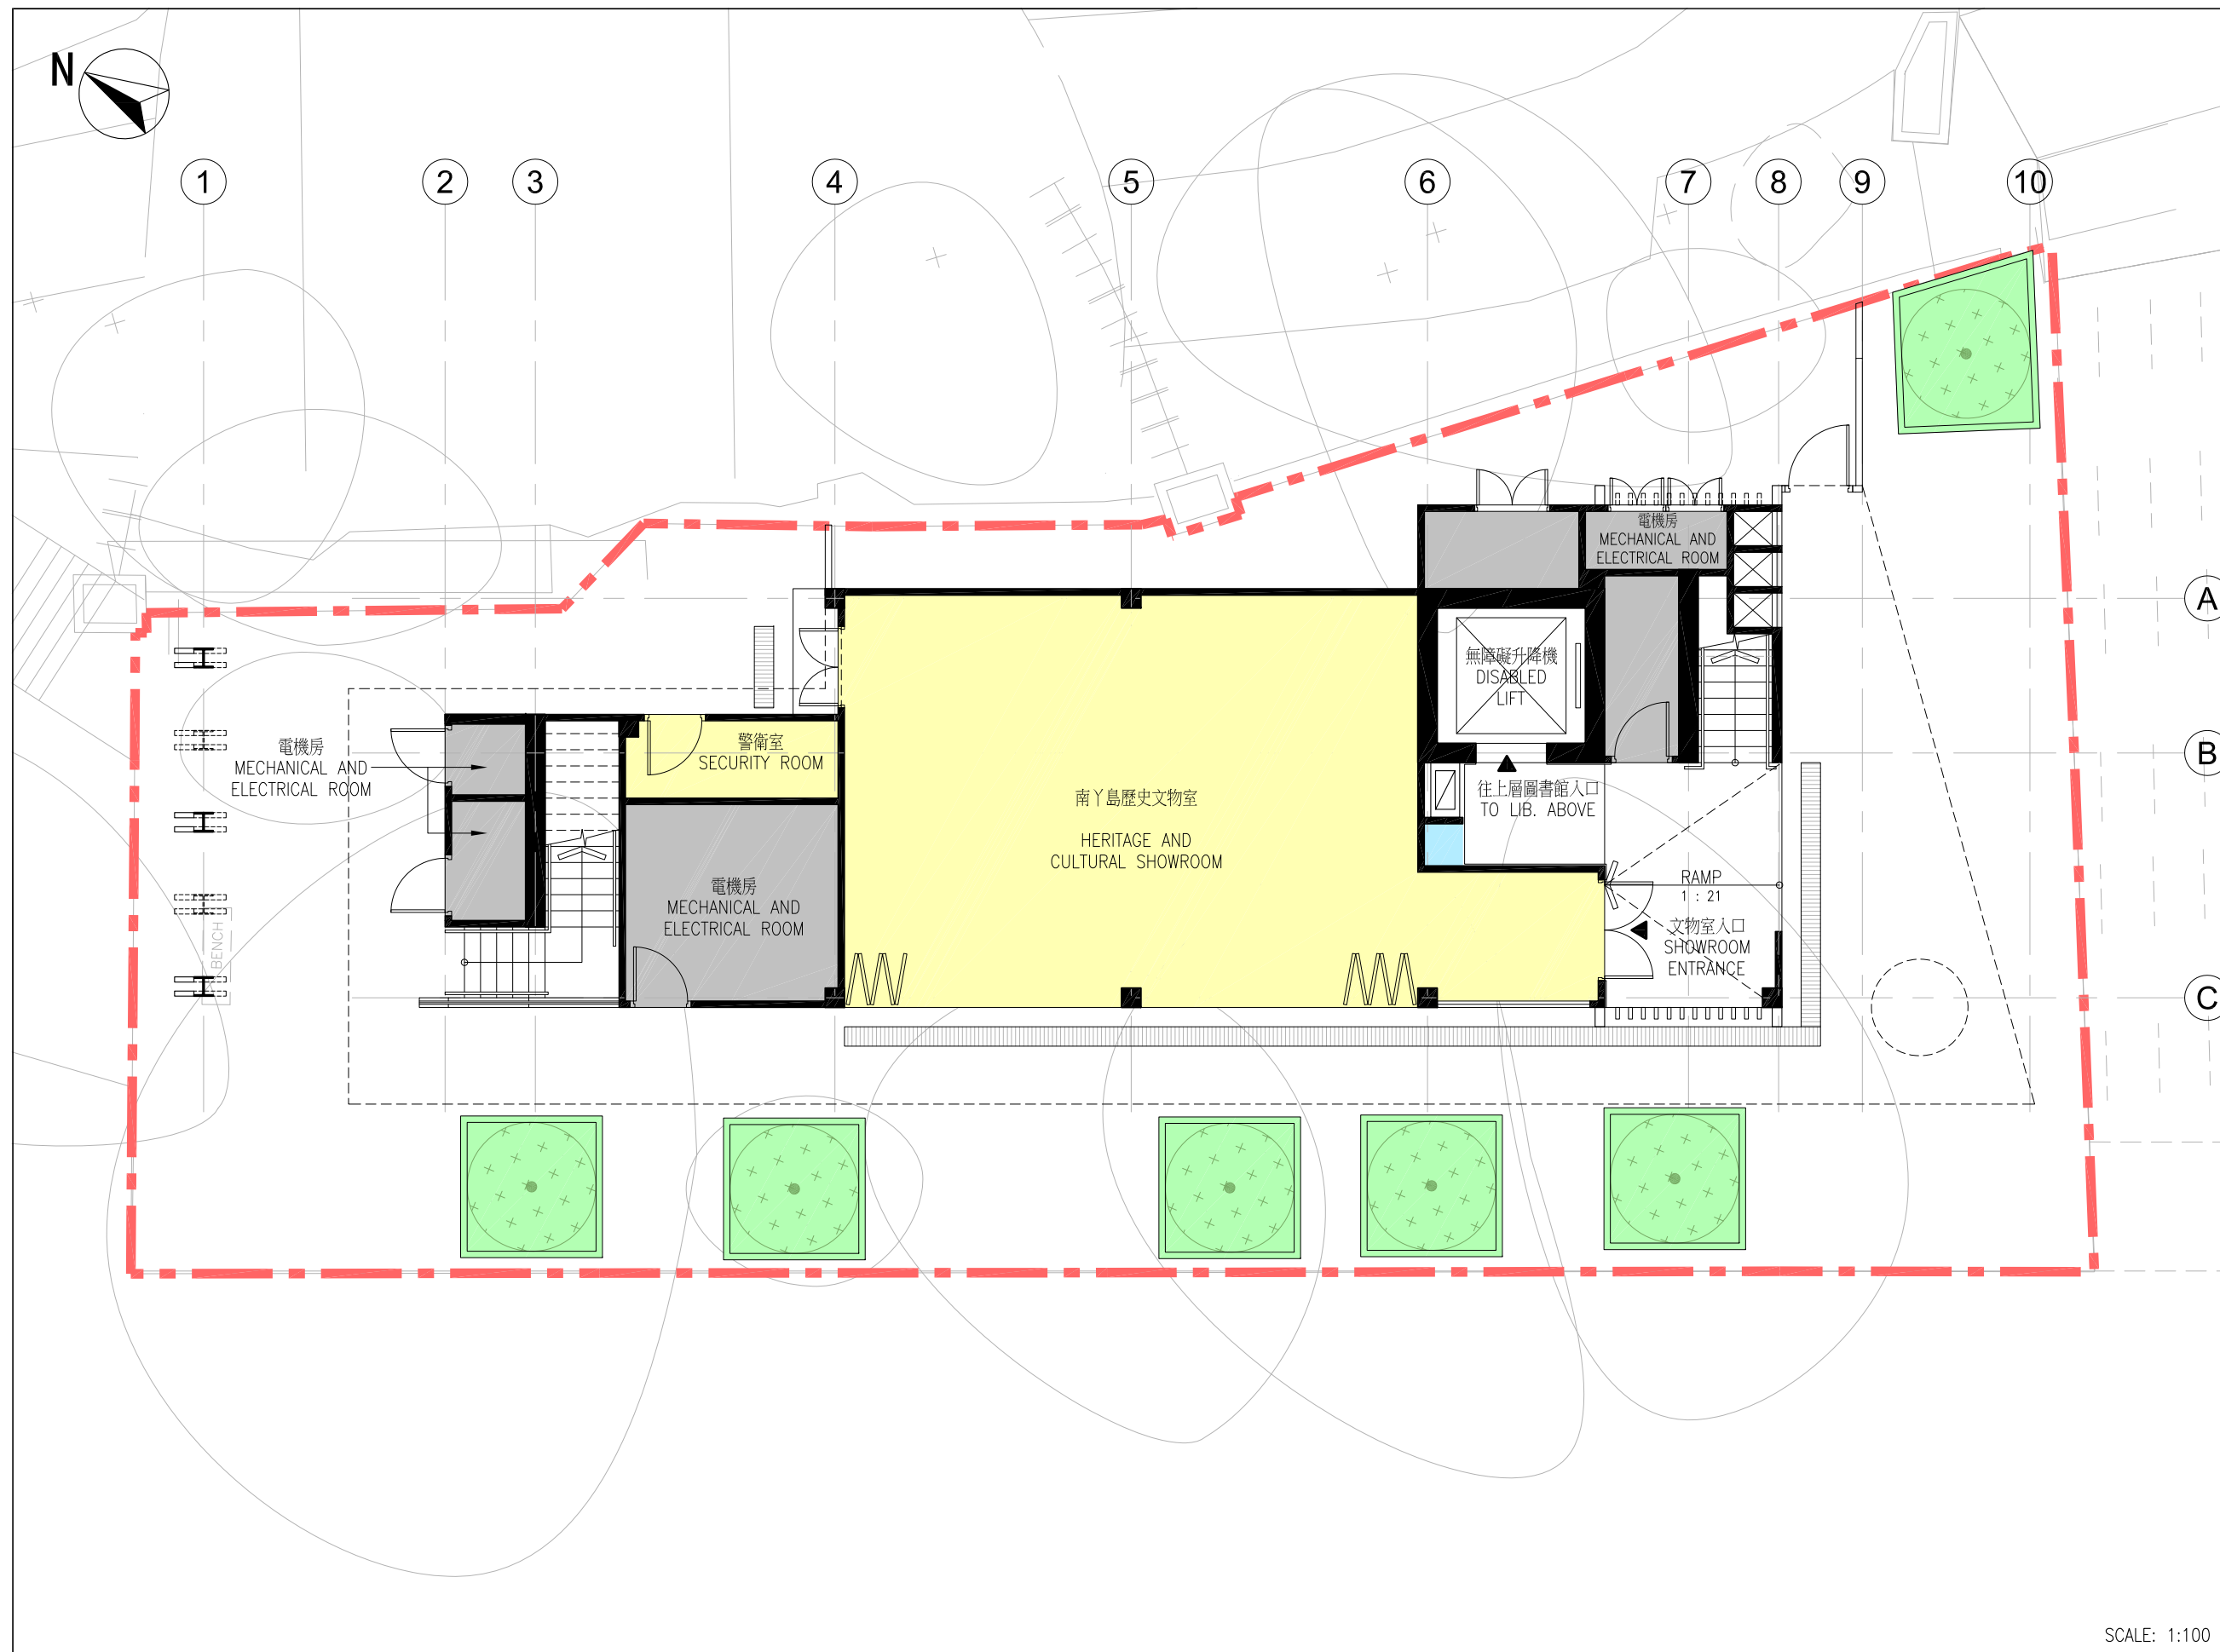 N
1
2
3
4
5
6
7
8
9
10
電機房
MECHANICAL AND
ELECTRICAL ROOM
A
無障礙升降機
DISABLED
LIFT
電機房
MECHANICAL AND
ELECTRICAL ROOM
警衛室
SECURITY ROOM
B
南丫島歷史文物室
HERITAGE AND
CULTURAL SHOWROOM
往上層圖書館入口
TO LIB. ABOVE
電機房
MECHANICAL AND
ELECTRICAL ROOM
RAMP
1 : 21
文物室入口
SHOWROOM
ENTRANCE
BENCH
C
SCALE: 1:100